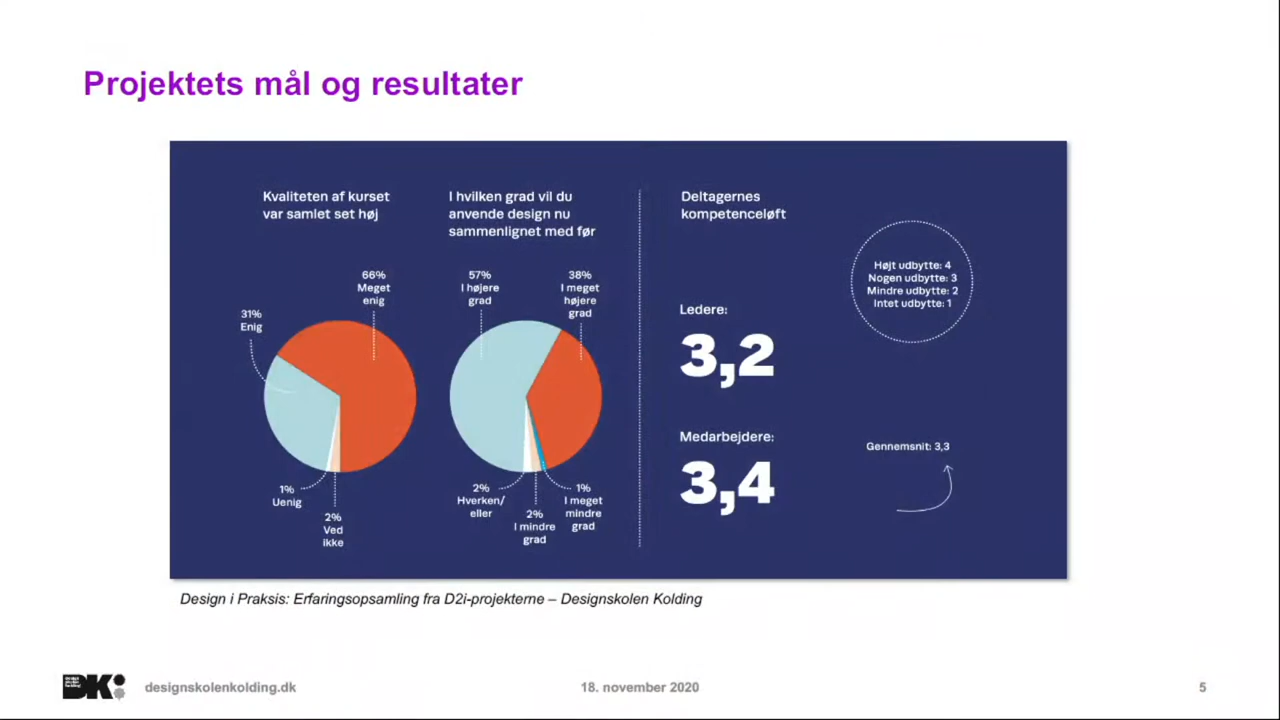 Projektets mål og resultater
Kvaliteten af kurset
var samlet set høj
66%
Meget
enig
31%
Enig
1%
Uenig
2%
Ved
ikke
I hvilken grad vil du
anvende design nu
sammenlignet med før
57%
I højere
grad
38%
I meget
højere
grad
2%
Hverken/
eller
2%
I mindre
grad
1%
I meget
mindre
grad
Deltagernes
kompetenceløft
Højt udbytte: 4
Nogen udbytte: 3
Mindre udbytte: 2
Intet udbytte: 1
Ledere:
3,2
Medarbejdere:
3,4
Gennemsnit: 3,3
Design i Praksis: Erfaringsopsamling fra D2i-projekterne – Designskolen Kolding
DK:
designskolenkolding.dk
18. november 2020
5